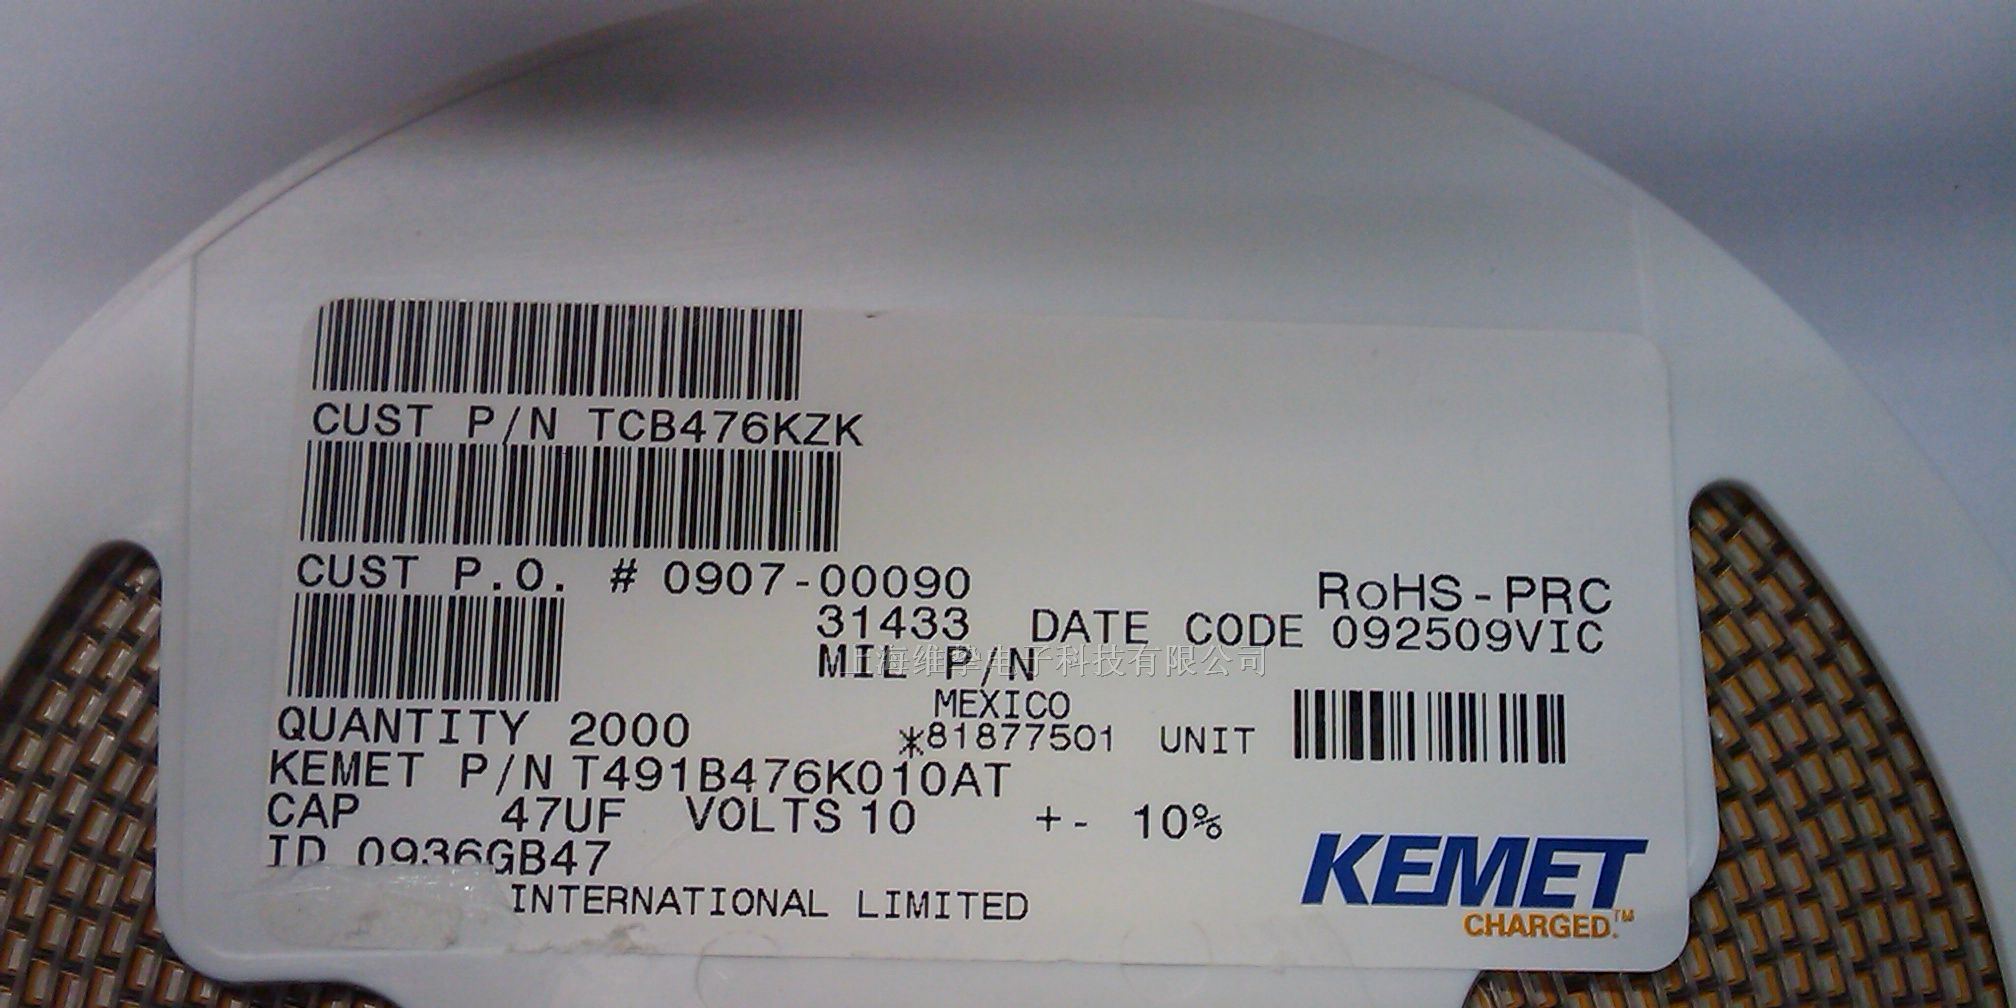 CUST P/N TCB476KZK
CUST P.O. # 0907-00090
RoHS-PRC
31433 DATE CODE 092509VIC
MIL P/N
上海维挚电子科技有限公司
MEXICO
QUANTITY 2000
*81877501 UNIT
KEMET P/N T491B476K010AT
CAP 47UF VOLTS 10 +- 10%
ID 0936GB47
INTERNATIONAL LIMITED
KEMET
CHARGED.™